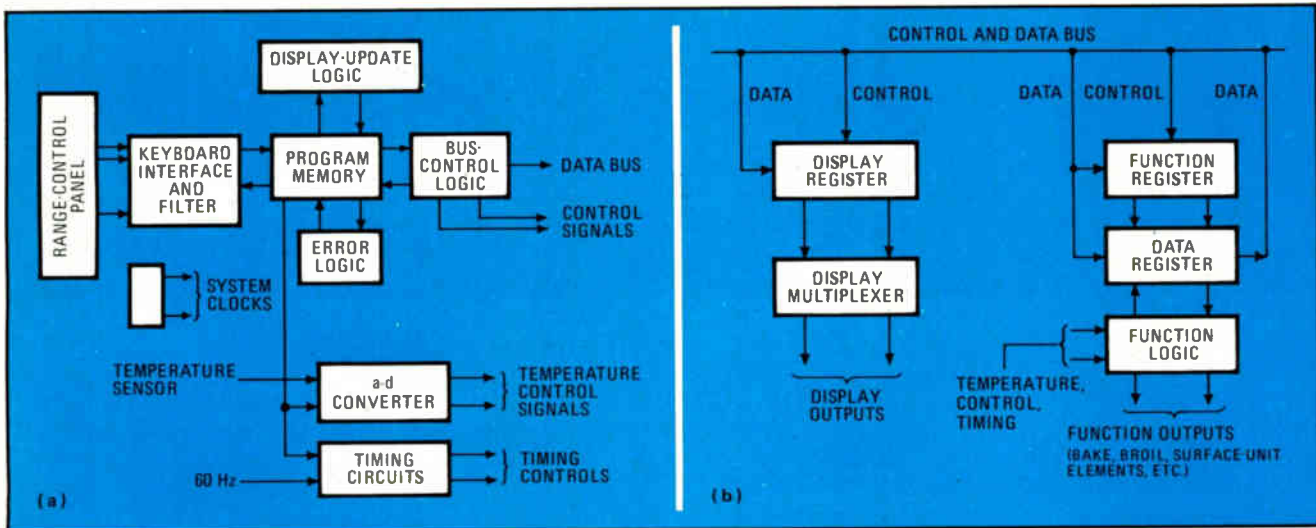 DISPLAY-UPDATE
LOGIC
RANGE-CONTROL
PANEL
KEYBOARD
INTERFACE
AND
FILTER
PROGRAM
MEMORY
BUS-
CONTROL
LOGIC
DATA BUS
CONTROL
SIGNALS
ERROR
LOGIC
SYSTEM
CLOCKS
TEMPERATURE
SENSOR
a-d
CONVERTER
TEMPERATURE
CONTROL
SIGNALS
60 Hz
TIMING
CIRCUITS
TIMING
CONTROLS
(a)
CONTROL AND DATA BUS
DATA
CONTROL
DATA
CONTROL
DATA
DISPLAY
REGISTER
FUNCTION
REGISTER
DATA
REGISTER
DISPLAY
MULTIPLEXER
FUNCTION
LOGIC
DISPLAY
OUTPUTS
TEMPERATURE,
CONTROL,
TIMING
FUNCTION OUTPUTS
(BAKE, BROIL, SURFACE-UNIT
ELEMENTS, ETC.)
(b)